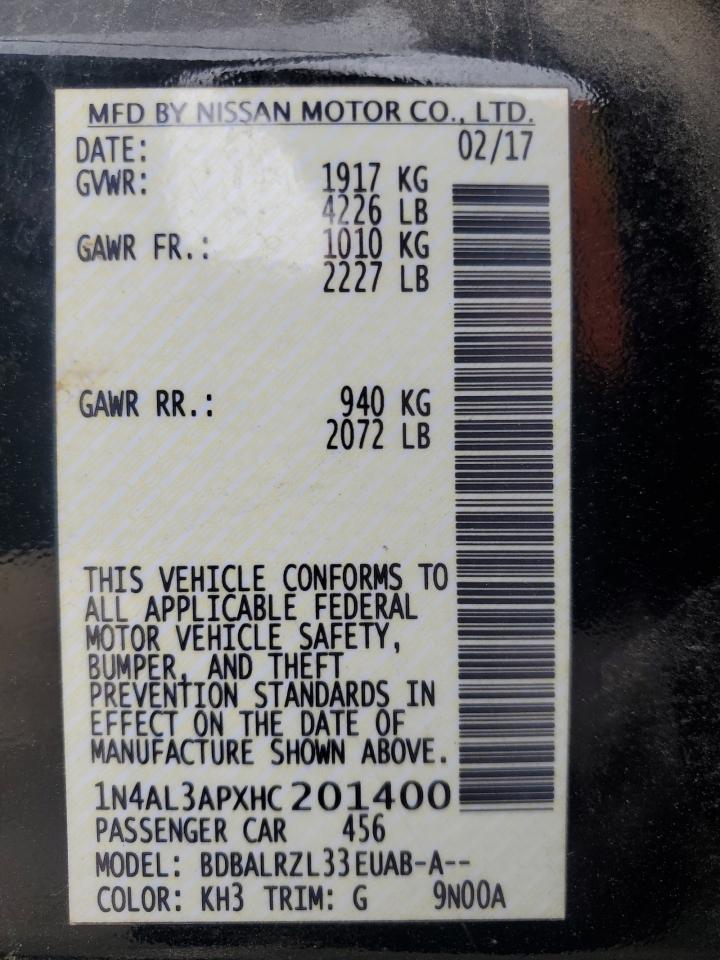 MFD BY NISSAN MOTOR CO., LTD.
DATE: 02/17
GVWR: 1917 KG
4226 LB
GAWR FR.: 1010 KG
2227 LB
GAWR RR.: 940 KG
2072 LB
THIS VEHICLE CONFORMS TO
ALL APPLICABLE FEDERAL
MOTOR VEHICLE SAFETY,
BUMPER, AND THEFT
PREVENTION STANDARDS IN
EFFECT ON THE DATE OF
MANUFACTURE SHOWN ABOVE.
1N4AL3APXHC201400
PASSENGER CAR 456
MODEL: BDBALRZL33EUAB-A--
COLOR: KH3 TRIM: G 9N00A